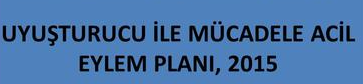 UYUŞTURUCU İLE MÜCADELE ACİL
EYLEM PLANI, 2015